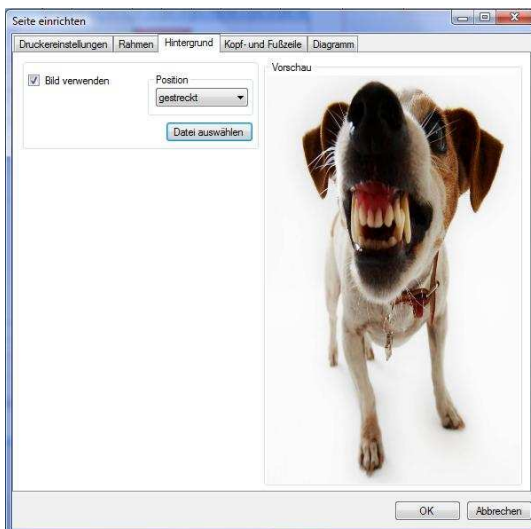 Seite einrichten
Druckereinstellungen Rahmen Hintergrund Kopf- und Fußzeile Diagramm
Bild verwenden
Position
gestreckt
Datei auswählen
Vorschau
OK Abbrechen